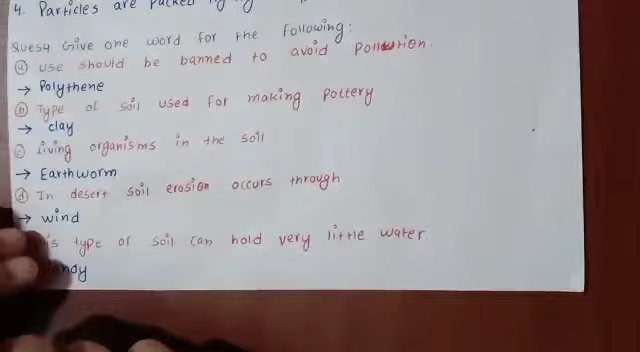 4. Particles are packed
Ques4 Give one word for the following:
ⓐ use should be banned to avoid Pollution.
→ Polythene
ⓑ Type of soil used for making Pottery
→ clay
ⓒ living organisms in the soil
→ Earthworm
ⓓ In desert soil erosion occurs through
→ wind
is type of soil can hold very little water